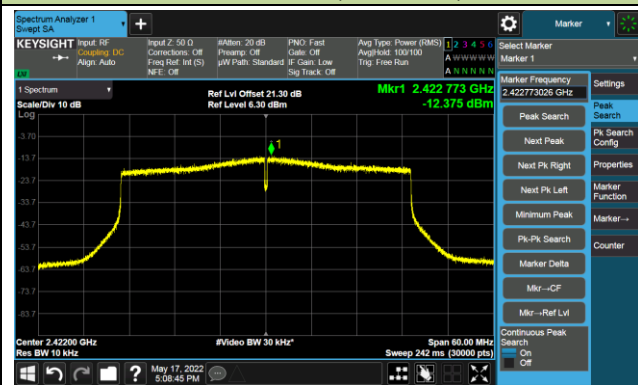 Spectrum Analyzer 1
Swept SA
+
Marker
KEYSIGHT
Input: RF
Coupling: DC
Align: Auto
Input Z: 50 Ω
Corrections: Off
Freq Ref: Int (S)
NFE: Off
#Atten: 20 dB
Preamp: Off
µW Path: Standard
PNO: Fast
Gate: Off
IF Gain: Low
Sig Track: Off
Avg Type: Power (RMS)
Avg|Hold: 100/100
Trig: Free Run
1 2 3 4 5 6
A W W W W W
A N N N N N
Select Marker
Marker 1
1 Spectrum
Scale/Div 10 dB
Log
Ref Lvl Offset 21.30 dB
Ref Level 6.30 dBm
Mkr1 2.422 773 GHz
-12.375 dBm
1
-3.70
-13.7
-23.7
-33.7
-43.7
-53.7
-63.7
-73.7
-83.7
Center 2.42200 GHz
Res BW 10 kHz
#Video BW 30 kHz*
Span 60.00 MHz
Sweep 242 ms (30000 pts)
Marker Frequency
2.422773026 GHz
Peak Search
Next Peak
Next Pk Right
Next Pk Left
Minimum Peak
Pk-Pk Search
Marker Delta
Mkr→CF
Mkr→Ref Lvl
Continuous Peak
Search
On
Off
Settings
Peak
Search
Pk Search
Config
Properties
Marker
Function
Marker→
Counter
?
May 17, 2022
5:08:45 PM